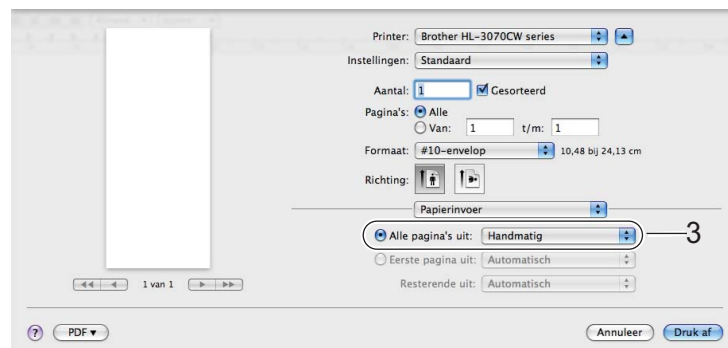 Printer: Brother HL-3070CW series
Instellingen: Standaard
Aantal: 1 Gesorteerd
Pagina's: Alle
Van: 1 t/m: 1
Formaat: #10-envelop 10,48 bij 24,13 cm
Richting:
Papierinvoer
Alle pagina's uit: Handmatig 3
Eerste pagina uit: Automatisch
1 van 1 Resterende uit: Automatisch
? PDF Annuleer Druk af